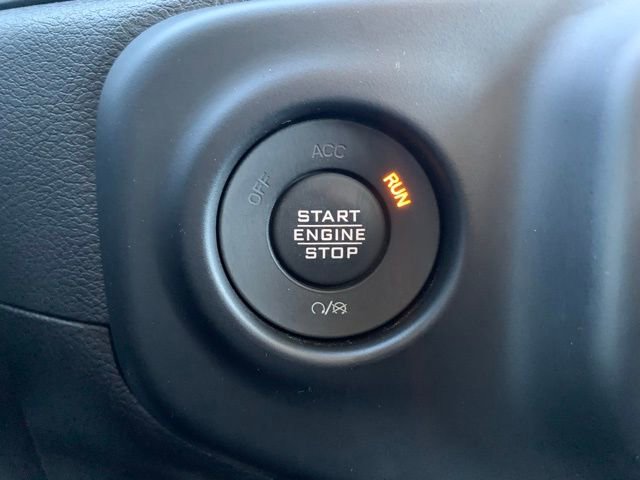 ACC
OFF
RUN
START
ENGINE
STOP